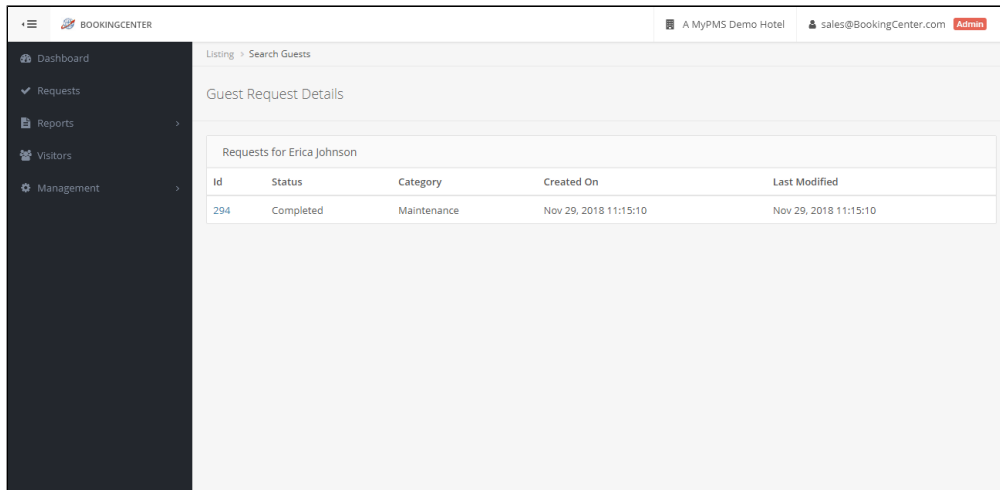 BOOKINGCENTER
A MyPMS Demo Hotel
sales@BookingCenter.com Admin
Dashboard
Requests
Reports
Visitors
Management
Listing > Search Guests
Guest Request Details
Requests for Erica Johnson
Id Status Category Created On Last Modified
294 Completed Maintenance Nov 29, 2018 11:15:10 Nov 29, 2018 11:15:10